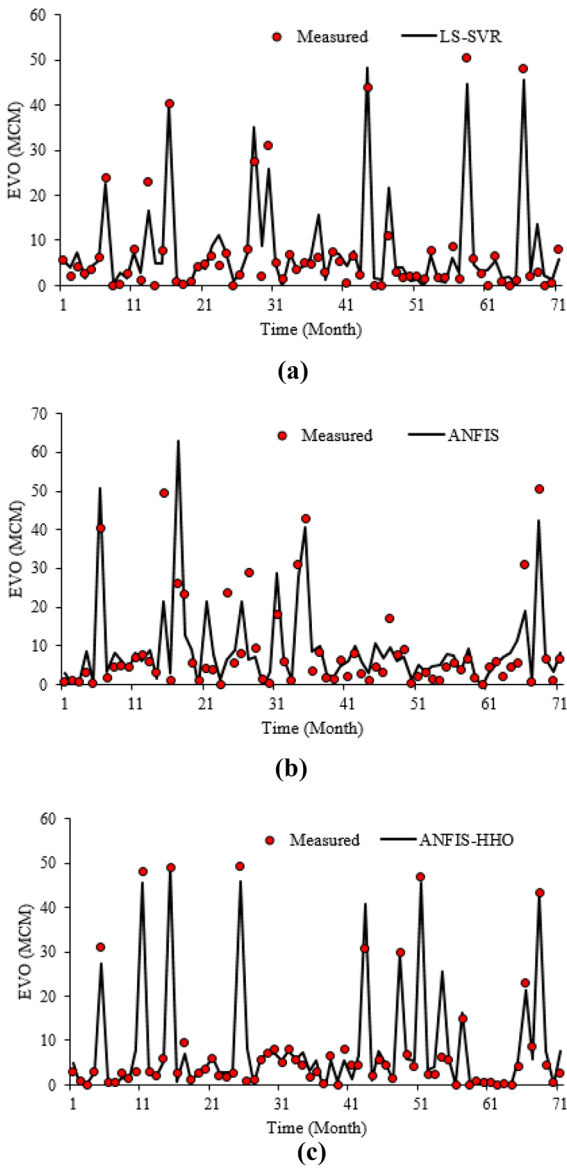 60
50
40
30
20
10
0
EVO (MCM)
Measured LS-SVR
1 11 21 31 41 51 61 71
Time (Month)
(a)
70
60
50
40
30
20
10
0
EVO (MCM)
Measured ANFIS
1 11 21 31 41 51 61 71
Time (Month)
(b)
60
50
40
30
20
10
0
EVO (MCM)
Measured ANFIS-HHO
1 11 21 31 41 51 61 71
Time (Month)
(c)